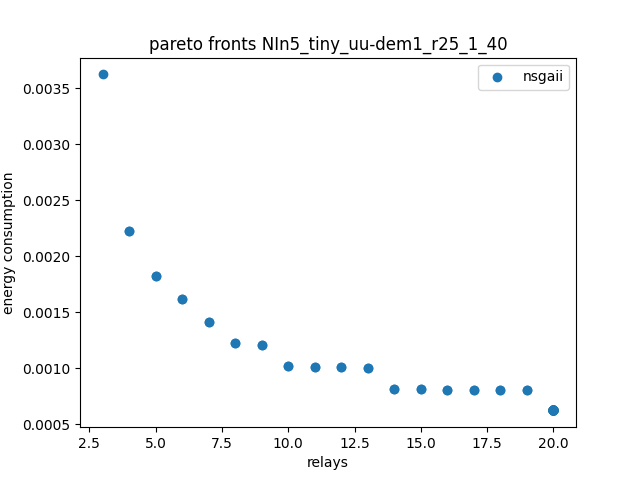 pareto fronts NIn5_tiny_uu-dem1_r25_1_40
nsgaii
energy consumption
0.0035
0.0030
0.0025
0.0020
0.0015
0.0010
0.0005
2.5 5.0 7.5 10.0 12.5 15.0 17.5 20.0
relays